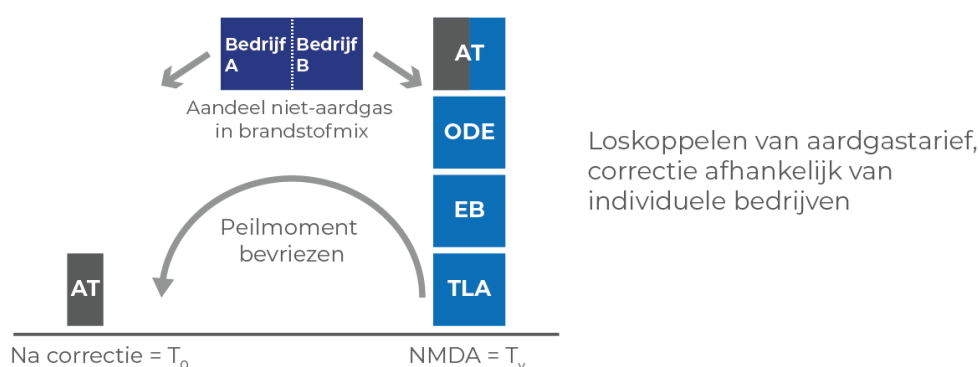 Bedrijf A
Bedrijf B
Aandeel niet-aardgas
in brandstofmix
AT
ODE
EB
TLA
Peilmoment
bevriezen
AT
Loskoppelen van aardgastarief,
correctie afhankelijk van
individuele bedrijven
Na correctie = T₀
NMDA = Tᵥ